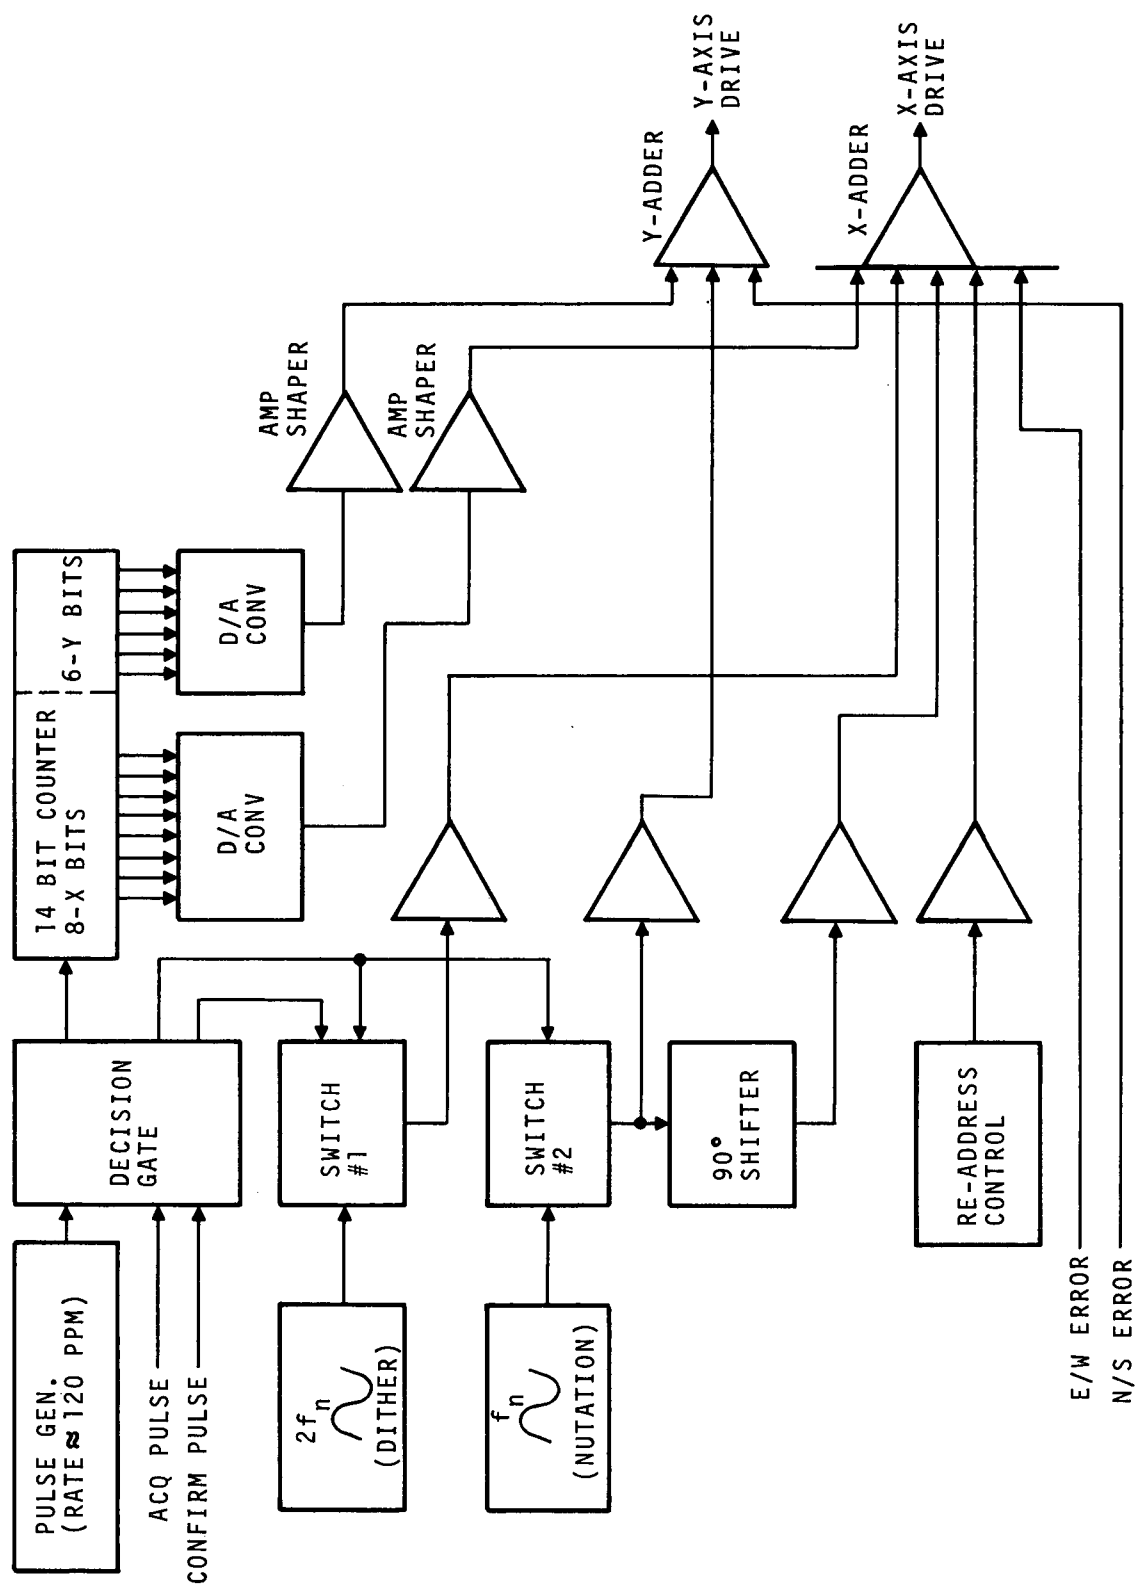 PULSE GEN.
(RATE ≈ 120 PPM)
ACQ PULSE
CONFIRM PULSE
2fn
(DITHER)
fn
(NUTATION)
E/W ERROR
N/S ERROR
DECISION
GATE
SWITCH
#1
SWITCH
#2
90°
SHIFTER
RE-ADDRESS
CONTROL
14 BIT COUNTER
8-X BITS
6-Y BITS
D/A
CONV
D/A
CONV
AMP
SHAPER
AMP
SHAPER
Y-ADDER
X-ADDER
Y-AXIS
DRIVE
X-AXIS
DRIVE